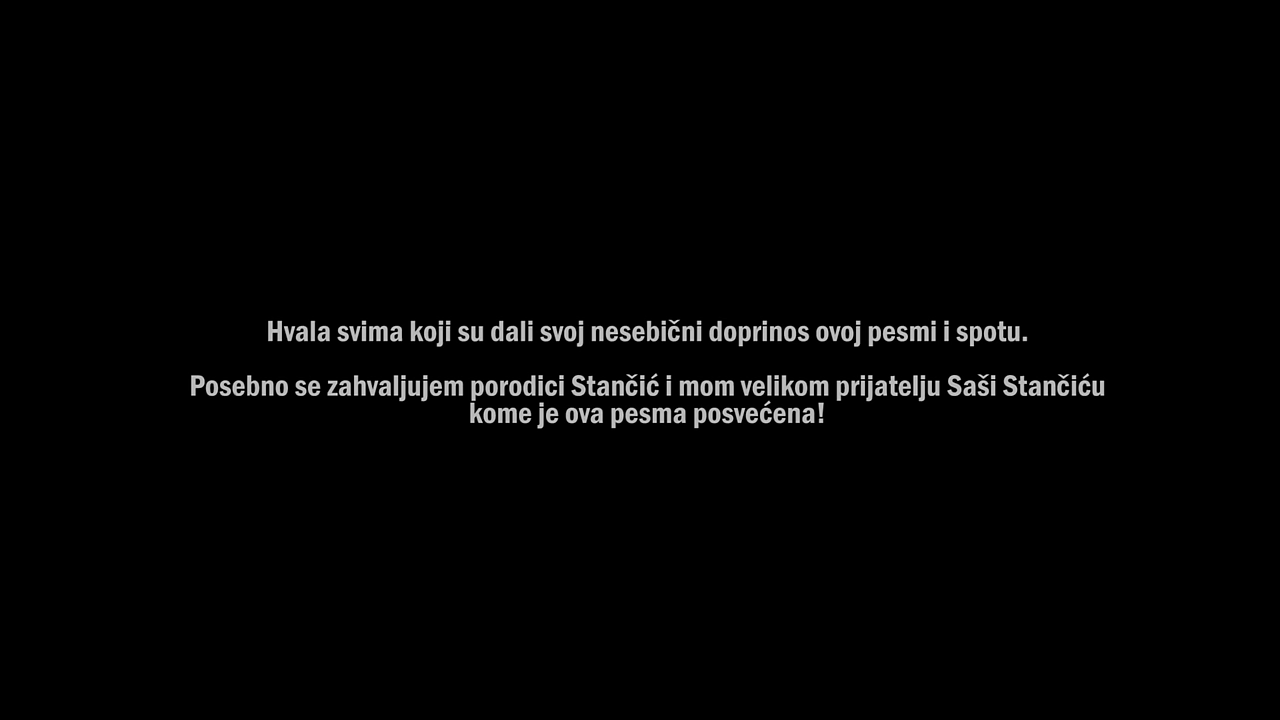 Hvala svima koji su dali svoj nesebični doprinos ovoj pesmi i spotu.
Posebno se zahvaljujem porodici Stančić i mom velikom prijatelju Saši Stančiću
kome je ova pesma posvećena!